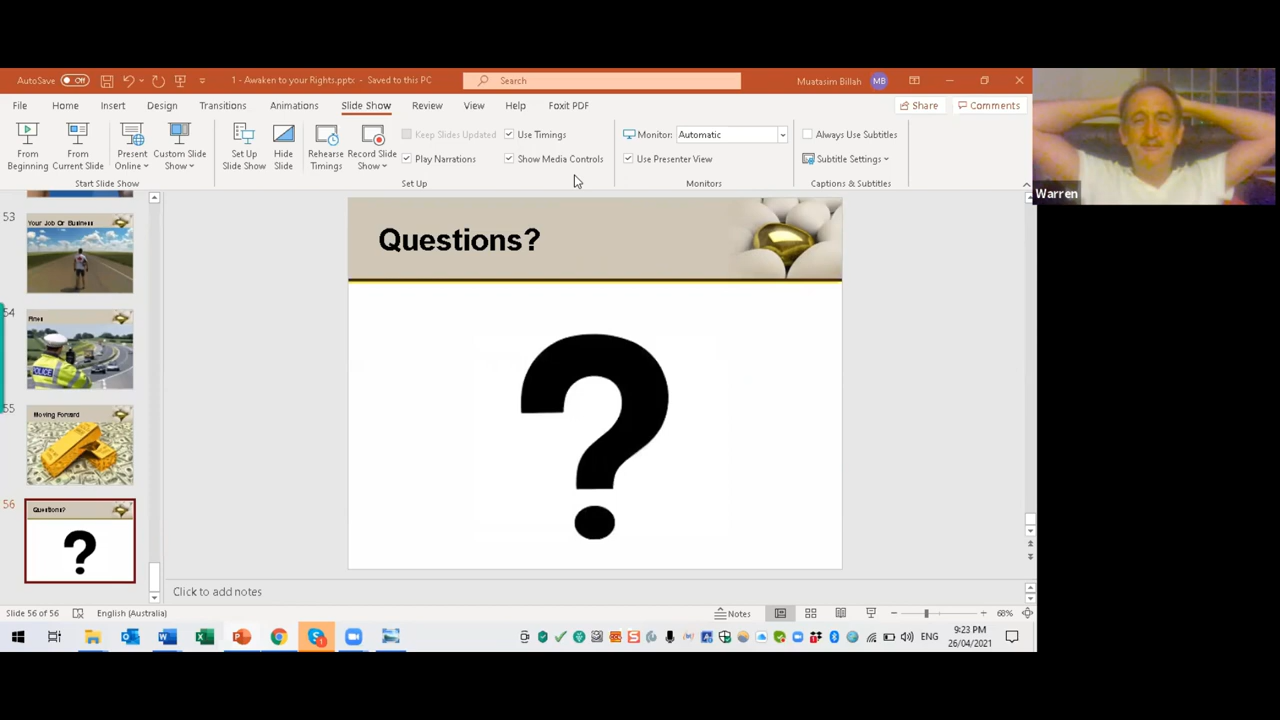 AutoSave Off 1 - Awaken to your Rights.pptx - Saved to this PC Search Muatasim Billah MB
File Home Insert Design Transitions Animations Slide Show Review View Help Foxit PDF Share Comments
From Beginning
From Current Slide
Present Online
Custom Slide Show
Start Slide Show
Set Up Slide Show
Hide Slide
Rehearse Timings
Record Slide Show
Keep Slides Updated
Play Narrations
Use Timings
Show Media Controls
Set Up
Monitor: Automatic
Use Presenter View
Monitors
Always Use Subtitles
Subtitle Settings
Captions & Subtitles
Warren
53
Your Job Or Business
54
Fines
POLICE
55
Moving Forward
56
Questions?
?
Questions?
?
Click to add notes
Slide 56 of 56 English (Australia) Notes 68%
ENG
9:23 PM
26/04/2021